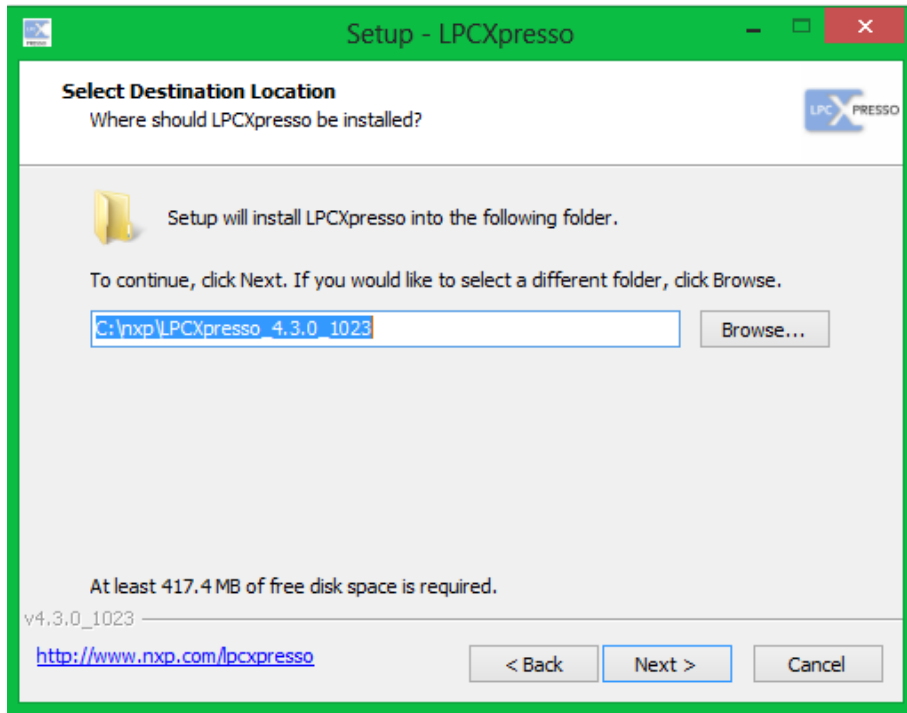 Setup - LPCXpresso
Select Destination Location
Where should LPCXpresso be installed?
LPC X PRESSO
Setup will install LPCXpresso into the following folder.
To continue, click Next. If you would like to select a different folder, click Browse.
C:\nxp\LPCXpresso_4.3.0_1023
Browse...
At least 417.4 MB of free disk space is required.
v4.3.0_1023
http://www.nxp.com/lpcxpresso
< Back
Next >
Cancel